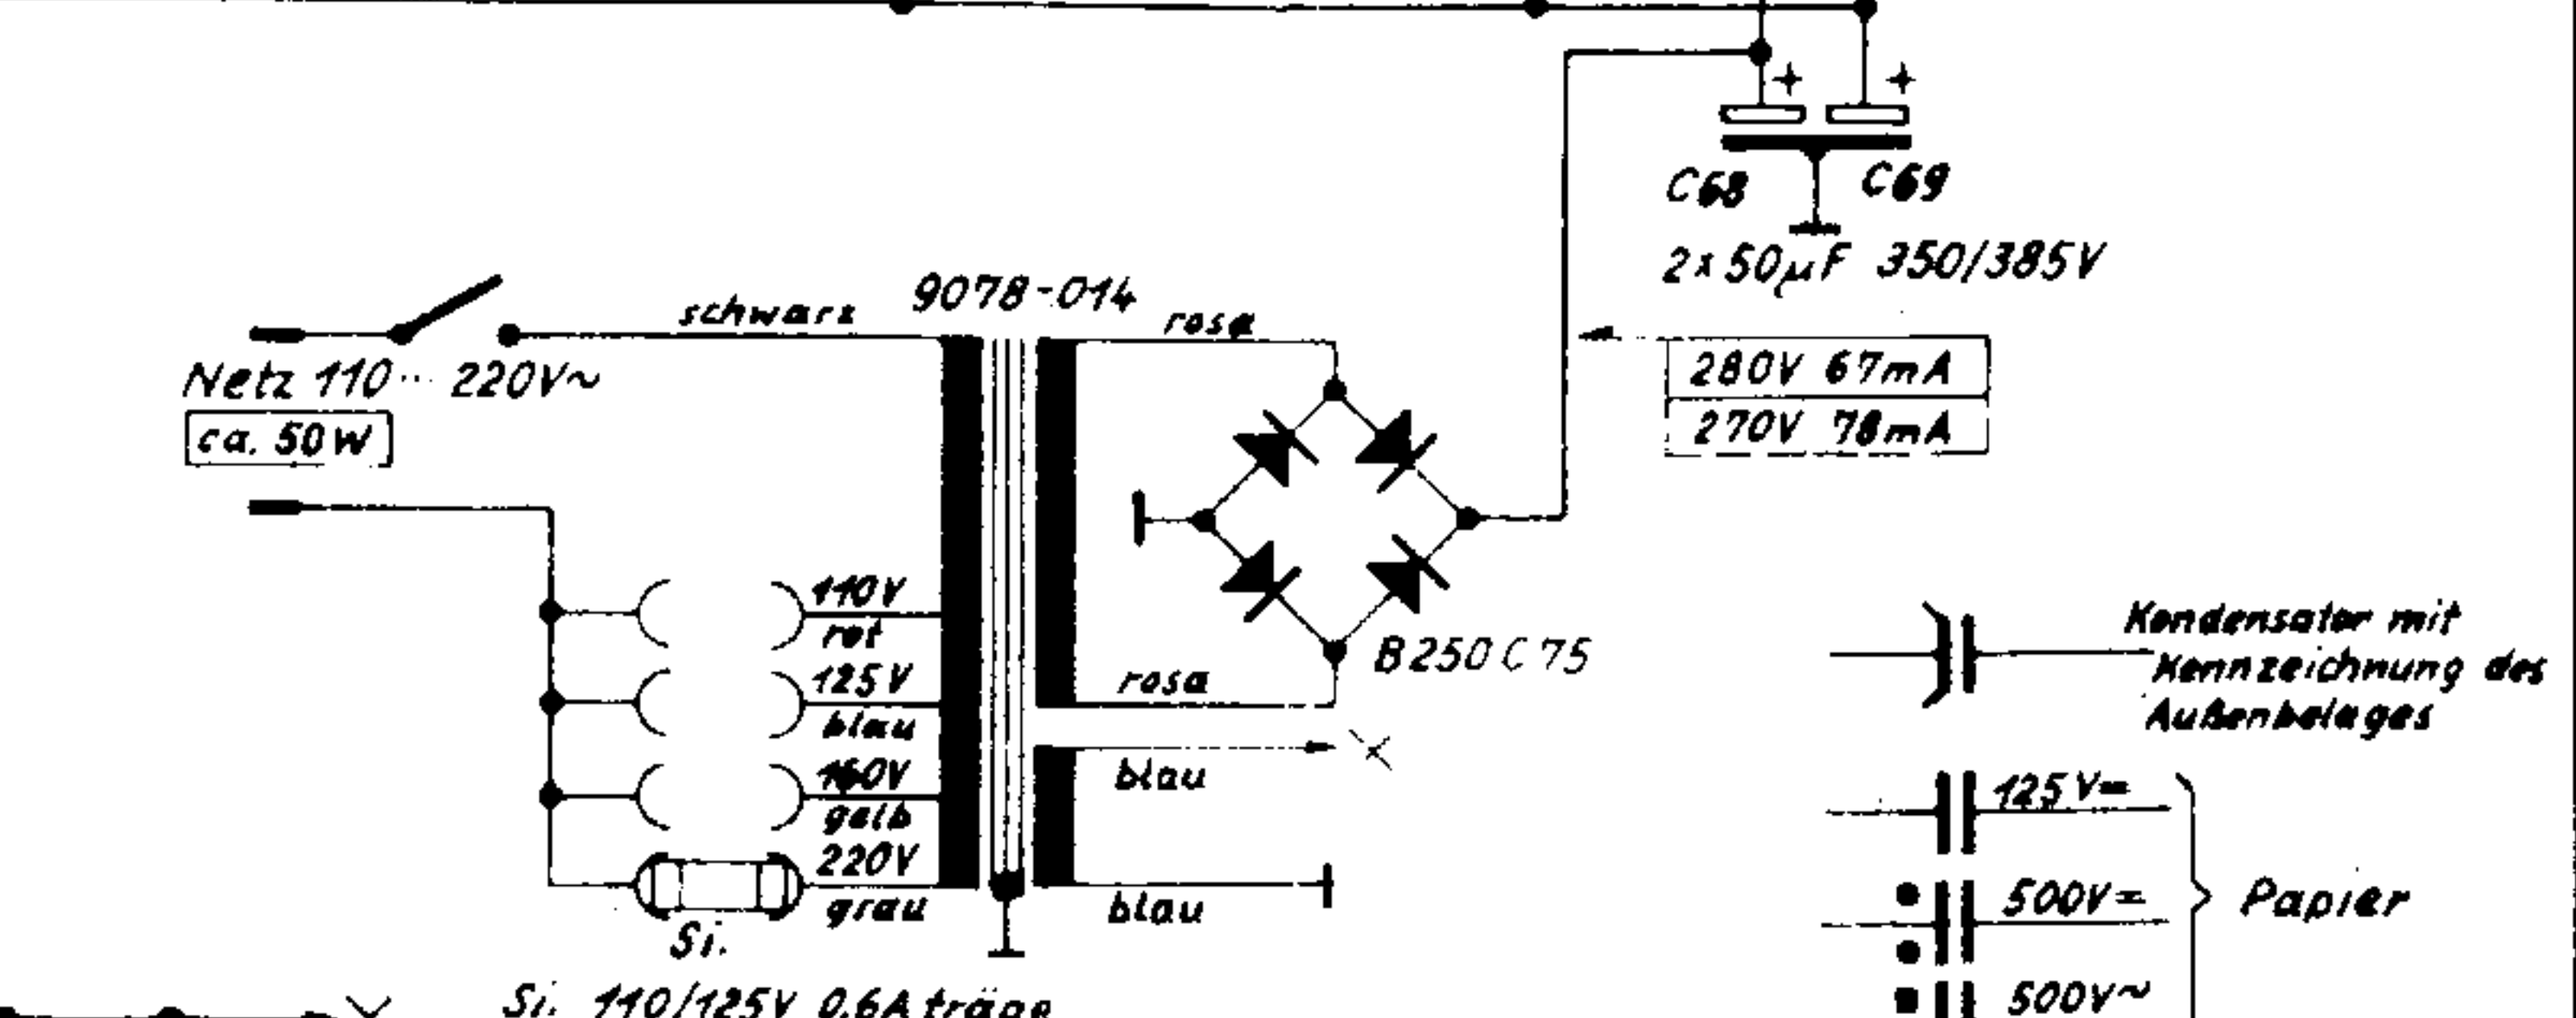 + +
C68 C69
2x50µF 350/385V
9078-014
schwarz
rosa
Netz 110··· 220V~
ca. 50W
280V 67mA
270V 78mA
110V
rot
125V
blau
160V
gelb
220V
grau
Si.
B250C75
rosa
blau
blau
Kondensator mit
Kennzeichnung des
Außenbelages
125V=
500V=
Papier
500V~
Si. 110/125V 0,6A träge